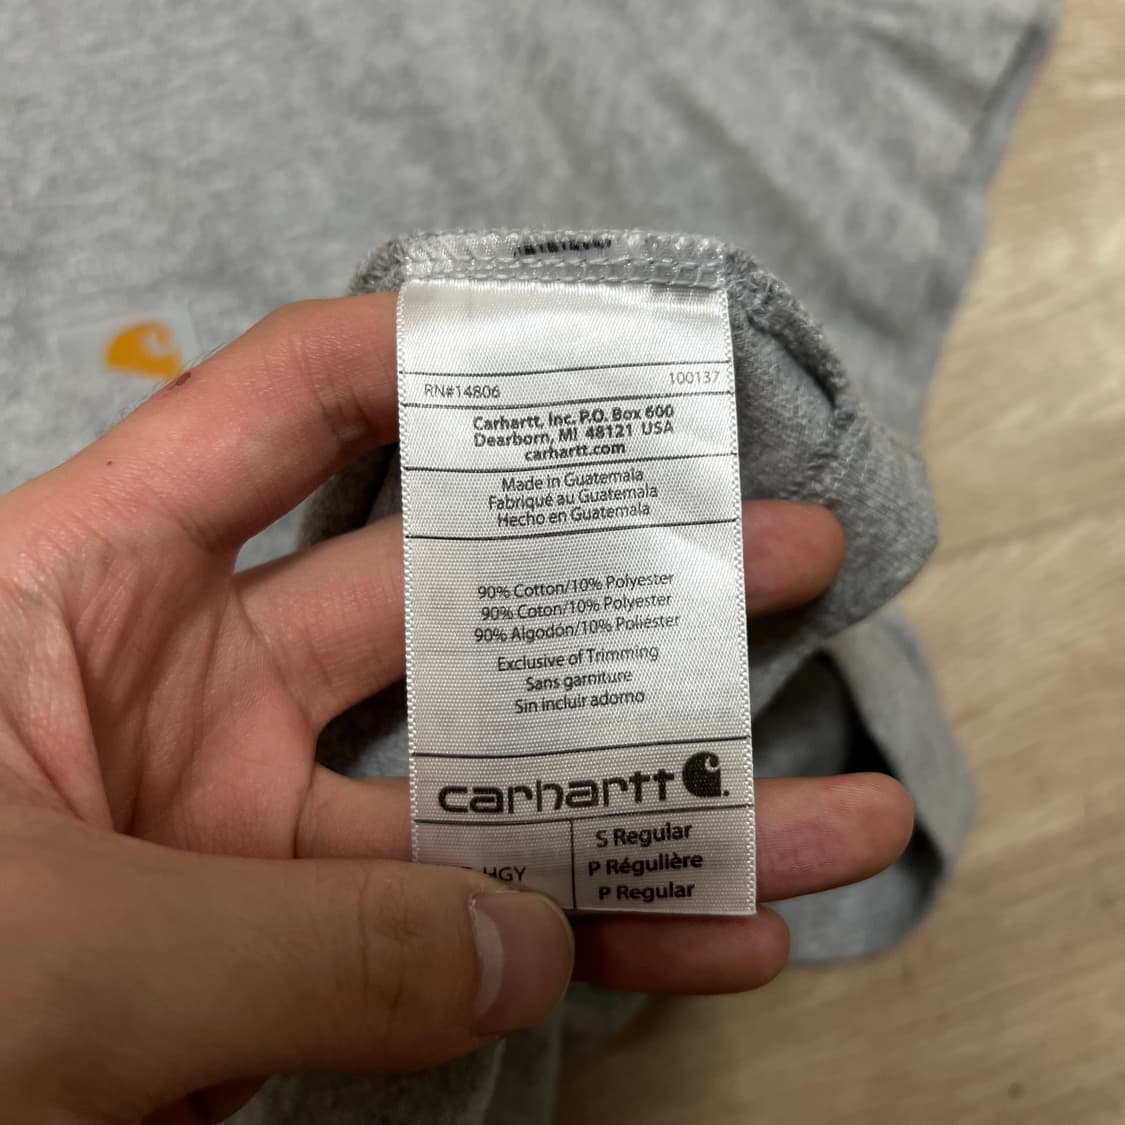 RN#14806 100137
Carhartt, Inc. P.O. Box 600
Dearborn, MI 48121 USA
carhartt.com
Made in Guatemala
Fabriqué au Guatemala
Hecho en Guatemala
90% Cotton/10% Polyester
90% Coton/10% Polyester
90% Algodón/10% Poliéster
Exclusive of Trimming
Sans garniture
Sin incluir adorno
carhartt
HGY
S Regular
P Régulière
P Regular